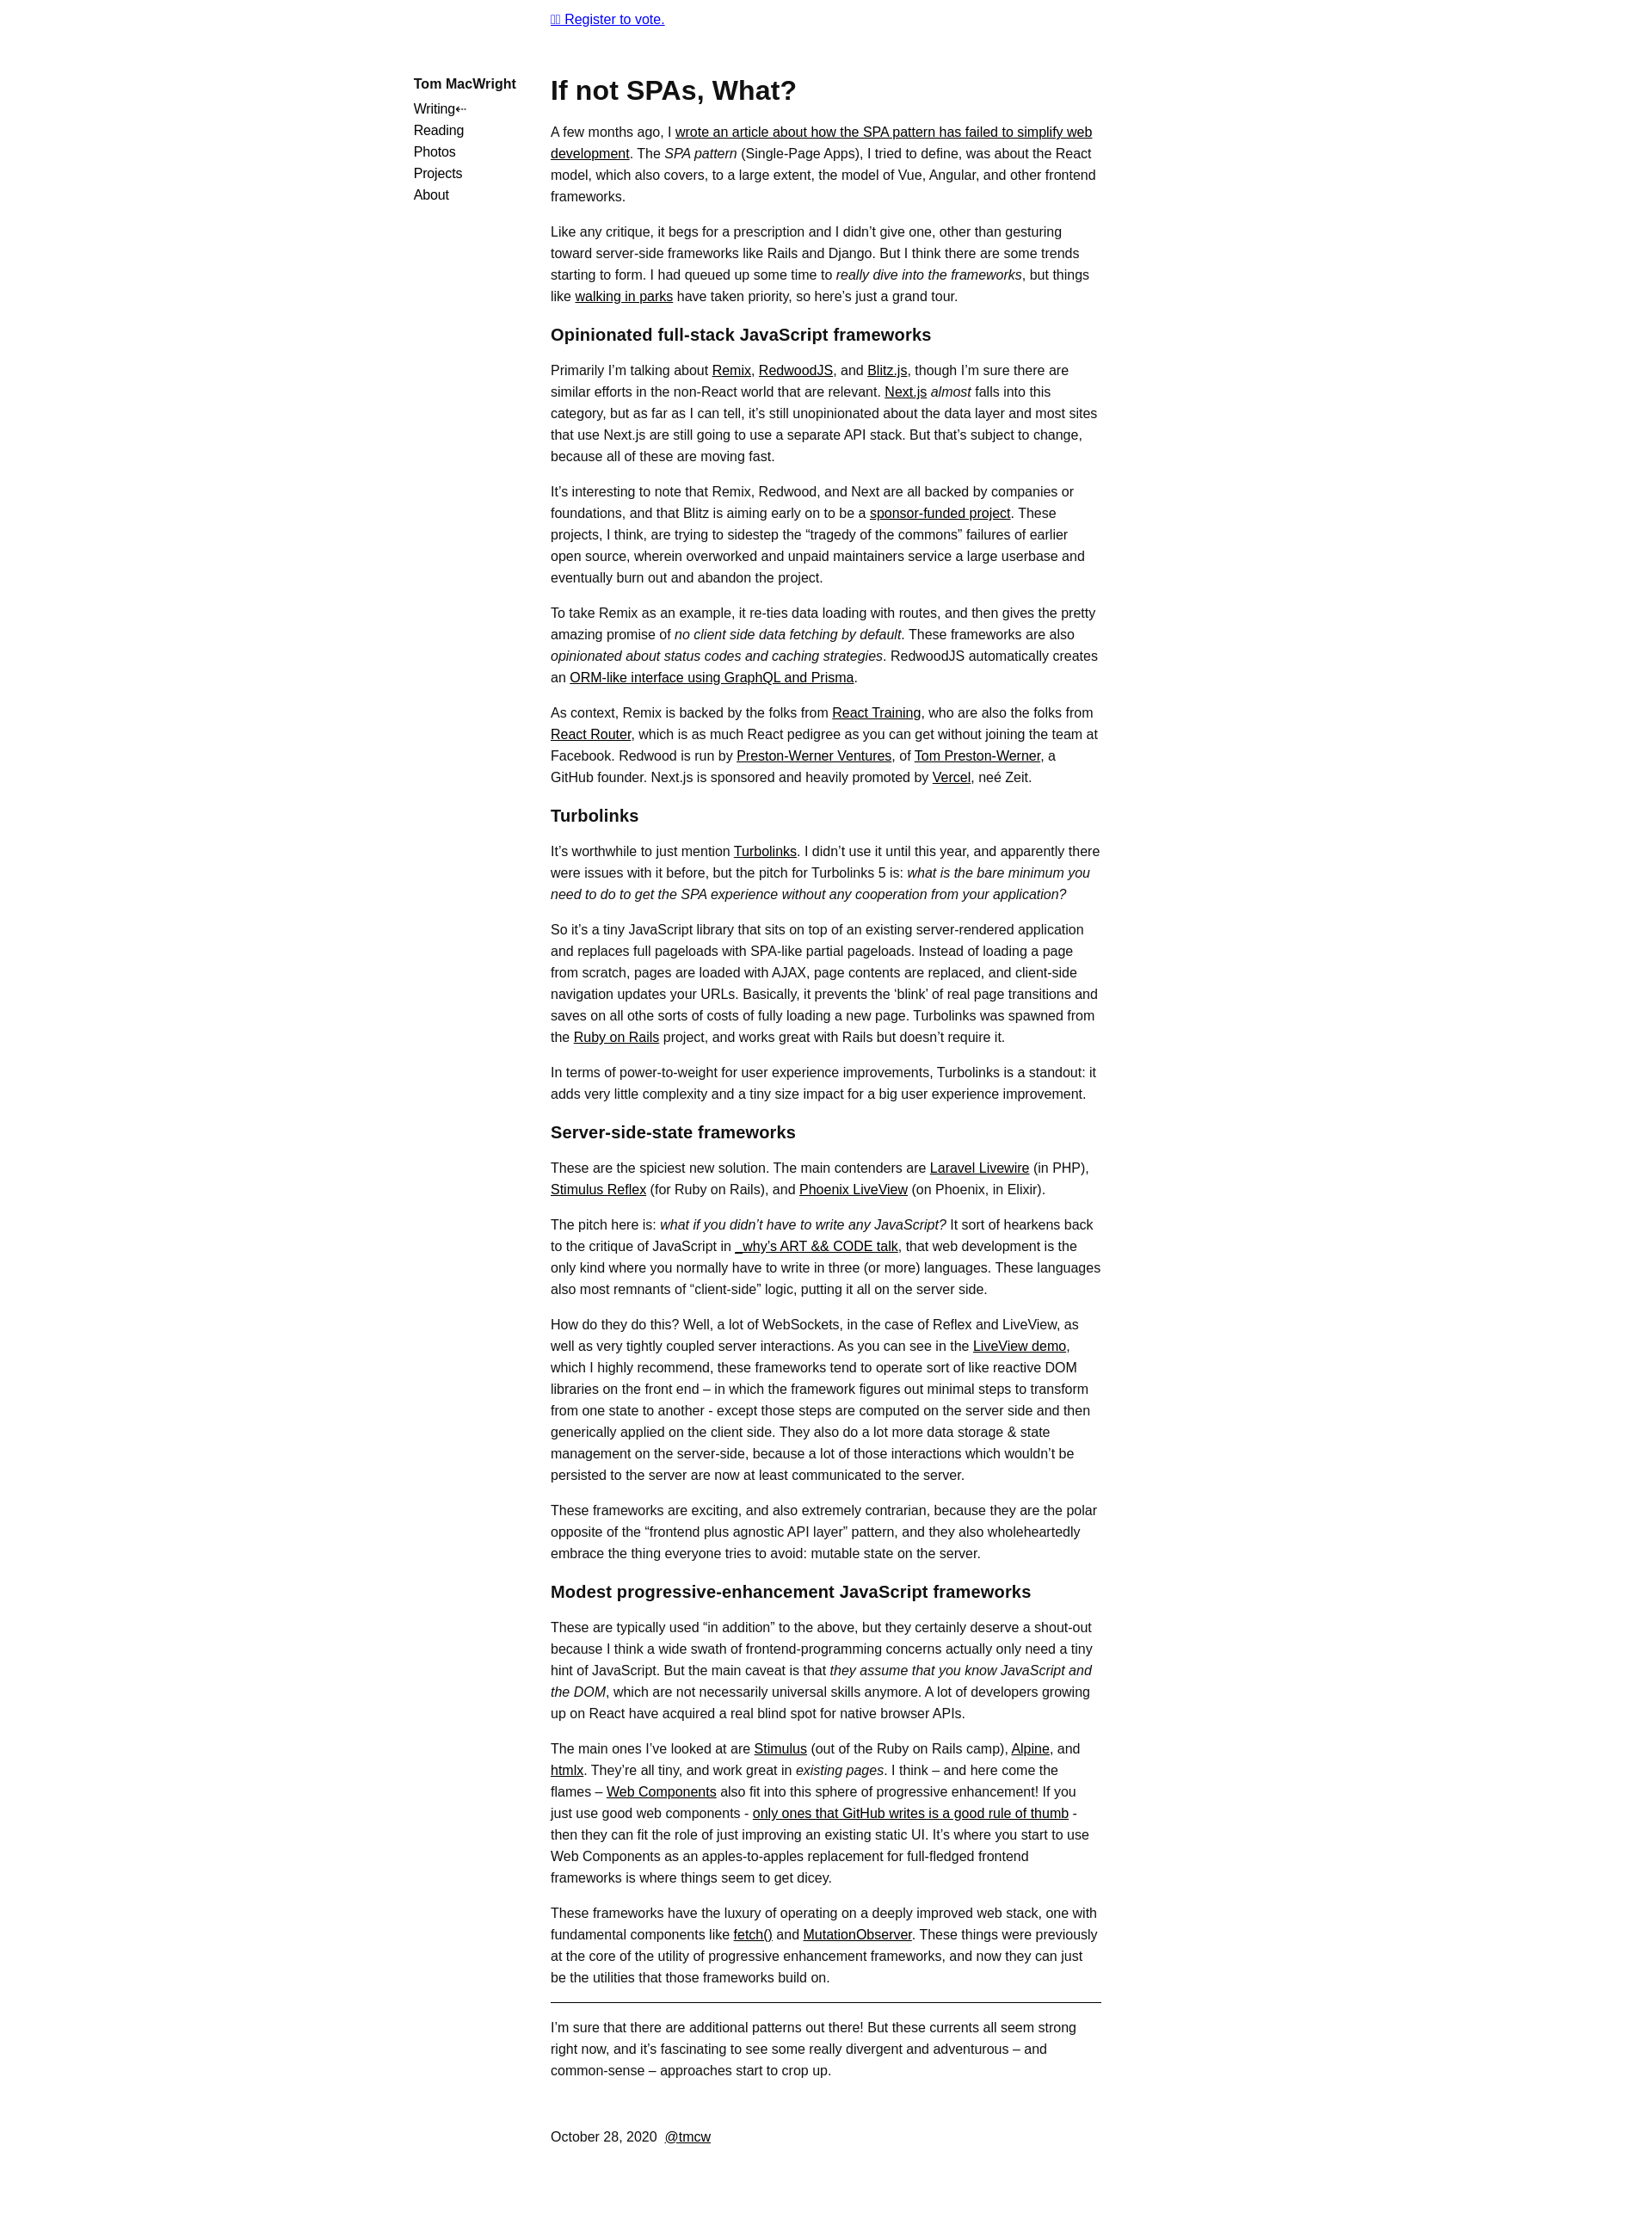 Register to vote.
Tom MacWright
Writing⇠
Reading
Photos
Projects
About
If not SPAs, What?
A few months ago, I wrote an article about how the SPA pattern has failed to simplify web
development. The SPA pattern (Single-Page Apps), I tried to define, was about the React
model, which also covers, to a large extent, the model of Vue, Angular, and other frontend
frameworks.
Like any critique, it begs for a prescription and I didn’t give one, other than gesturing
toward server-side frameworks like Rails and Django. But I think there are some trends
starting to form. I had queued up some time to really dive into the frameworks, but things
like walking in parks have taken priority, so here’s just a grand tour.
Opinionated full-stack JavaScript frameworks
Primarily I’m talking about Remix, RedwoodJS, and Blitz.js, though I’m sure there are
similar efforts in the non-React world that are relevant. Next.js almost falls into this
category, but as far as I can tell, it’s still unopinionated about the data layer and most sites
that use Next.js are still going to use a separate API stack. But that’s subject to change,
because all of these are moving fast.
It’s interesting to note that Remix, Redwood, and Next are all backed by companies or
foundations, and that Blitz is aiming early on to be a sponsor-funded project. These
projects, I think, are trying to sidestep the “tragedy of the commons” failures of earlier
open source, wherein overworked and unpaid maintainers service a large userbase and
eventually burn out and abandon the project.
To take Remix as an example, it re-ties data loading with routes, and then gives the pretty
amazing promise of no client side data fetching by default. These frameworks are also
opinionated about status codes and caching strategies. RedwoodJS automatically creates
an ORM-like interface using GraphQL and Prisma.
As context, Remix is backed by the folks from React Training, who are also the folks from
React Router, which is as much React pedigree as you can get without joining the team at
Facebook. Redwood is run by Preston-Werner Ventures, of Tom Preston-Werner, a
GitHub founder. Next.js is sponsored and heavily promoted by Vercel, neé Zeit.
Turbolinks
It’s worthwhile to just mention Turbolinks. I didn’t use it until this year, and apparently there
were issues with it before, but the pitch for Turbolinks 5 is: what is the bare minimum you
need to do to get the SPA experience without any cooperation from your application?
So it’s a tiny JavaScript library that sits on top of an existing server-rendered application
and replaces full pageloads with SPA-like partial pageloads. Instead of loading a page
from scratch, pages are loaded with AJAX, page contents are replaced, and client-side
navigation updates your URLs. Basically, it prevents the ‘blink’ of real page transitions and
saves on all othe sorts of costs of fully loading a new page. Turbolinks was spawned from
the Ruby on Rails project, and works great with Rails but doesn’t require it.
In terms of power-to-weight for user experience improvements, Turbolinks is a standout: it
adds very little complexity and a tiny size impact for a big user experience improvement.
Server-side-state frameworks
These are the spiciest new solution. The main contenders are Laravel Livewire (in PHP),
Stimulus Reflex (for Ruby on Rails), and Phoenix LiveView (on Phoenix, in Elixir).
The pitch here is: what if you didn’t have to write any JavaScript? It sort of hearkens back
to the critique of JavaScript in _why’s ART && CODE talk, that web development is the
only kind where you normally have to write in three (or more) languages. These languages
also most remnants of “client-side” logic, putting it all on the server side.
How do they do this? Well, a lot of WebSockets, in the case of Reflex and LiveView, as
well as very tightly coupled server interactions. As you can see in the LiveView demo,
which I highly recommend, these frameworks tend to operate sort of like reactive DOM
libraries on the front end – in which the framework figures out minimal steps to transform
from one state to another - except those steps are computed on the server side and then
generically applied on the client side. They also do a lot more data storage & state
management on the server-side, because a lot of those interactions which wouldn’t be
persisted to the server are now at least communicated to the server.
These frameworks are exciting, and also extremely contrarian, because they are the polar
opposite of the “frontend plus agnostic API layer” pattern, and they also wholeheartedly
embrace the thing everyone tries to avoid: mutable state on the server.
Modest progressive-enhancement JavaScript frameworks
These are typically used “in addition” to the above, but they certainly deserve a shout-out
because I think a wide swath of frontend-programming concerns actually only need a tiny
hint of JavaScript. But the main caveat is that they assume that you know JavaScript and
the DOM, which are not necessarily universal skills anymore. A lot of developers growing
up on React have acquired a real blind spot for native browser APIs.
The main ones I’ve looked at are Stimulus (out of the Ruby on Rails camp), Alpine, and
htmlx. They’re all tiny, and work great in existing pages. I think – and here come the
flames – Web Components also fit into this sphere of progressive enhancement! If you
just use good web components - only ones that GitHub writes is a good rule of thumb -
then they can fit the role of just improving an existing static UI. It’s where you start to use
Web Components as an apples-to-apples replacement for full-fledged frontend
frameworks is where things seem to get dicey.
These frameworks have the luxury of operating on a deeply improved web stack, one with
fundamental components like fetch() and MutationObserver. These things were previously
at the core of the utility of progressive enhancement frameworks, and now they can just
be the utilities that those frameworks build on.
I’m sure that there are additional patterns out there! But these currents all seem strong
right now, and it’s fascinating to see some really divergent and adventurous – and
common-sense – approaches start to crop up.
October 28, 2020 @tmcw